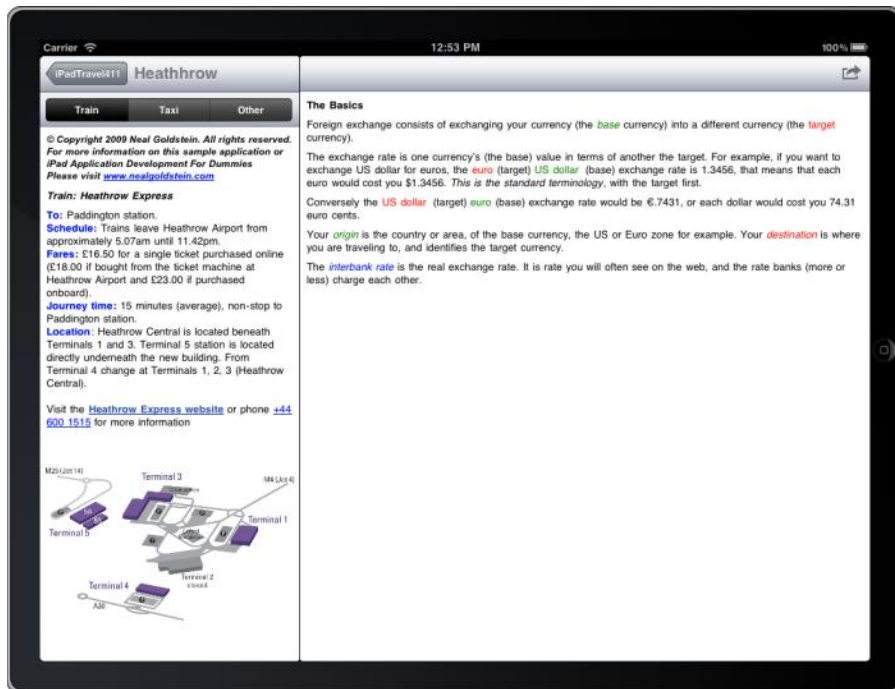 Carrier
12:53 PM
100%
iPadTravel411
Heathhrow
Train
Taxi
Other
© Copyright 2009 Neal Goldstein. All rights reserved.
For more information on this sample application or
iPad Application Development For Dummies
Please visit www.nealgoldstein.com
Train: Heathrow Express
To: Paddington station.
Schedule: Trains leave Heathrow Airport from
approximately 5.07am until 11.42pm.
Fares: £16.50 for a single ticket purchased online
(£18.00 if bought from the ticket machine at
Heathrow Airport and £23.00 if purchased
onboard).
Journey time: 15 minutes (average), non-stop to
Paddington station.
Location: Heathrow Central is located beneath
Terminals 1 and 3. Terminal 5 station is located
directly underneath the new building. From
Terminal 4 change at Terminals 1, 2, 3 (Heathrow
Central).
Visit the Heathrow Express website or phone +44
600 1515 for more information
M25 (Jct 14)
Terminal 3
M4 (Jct 4)
Terminal 1
Terminal 5
Terminal 2
closed
Terminal 4
A30
The Basics
Foreign exchange consists of exchanging your currency (the base currency) into a different currency (the target
currency).
The exchange rate is one currency's (the base) value in terms of another the target. For example, if you want to
exchange US dollar for euros, the euro (target) US dollar (base) exchange rate is 1.3456, that means that each
euro would cost you $1.3456. This is the standard terminology, with the target first.
Conversely the US dollar (target) euro (base) exchange rate would be €.7431, or each dollar would cost you 74.31
euro cents.
Your origin is the country or area, of the base currency, the US or Euro zone for example. Your destination is where
you are traveling to, and identifies the target currency.
The interbank rate is the real exchange rate. It is rate you will often see on the web, and the rate banks (more or
less) charge each other.